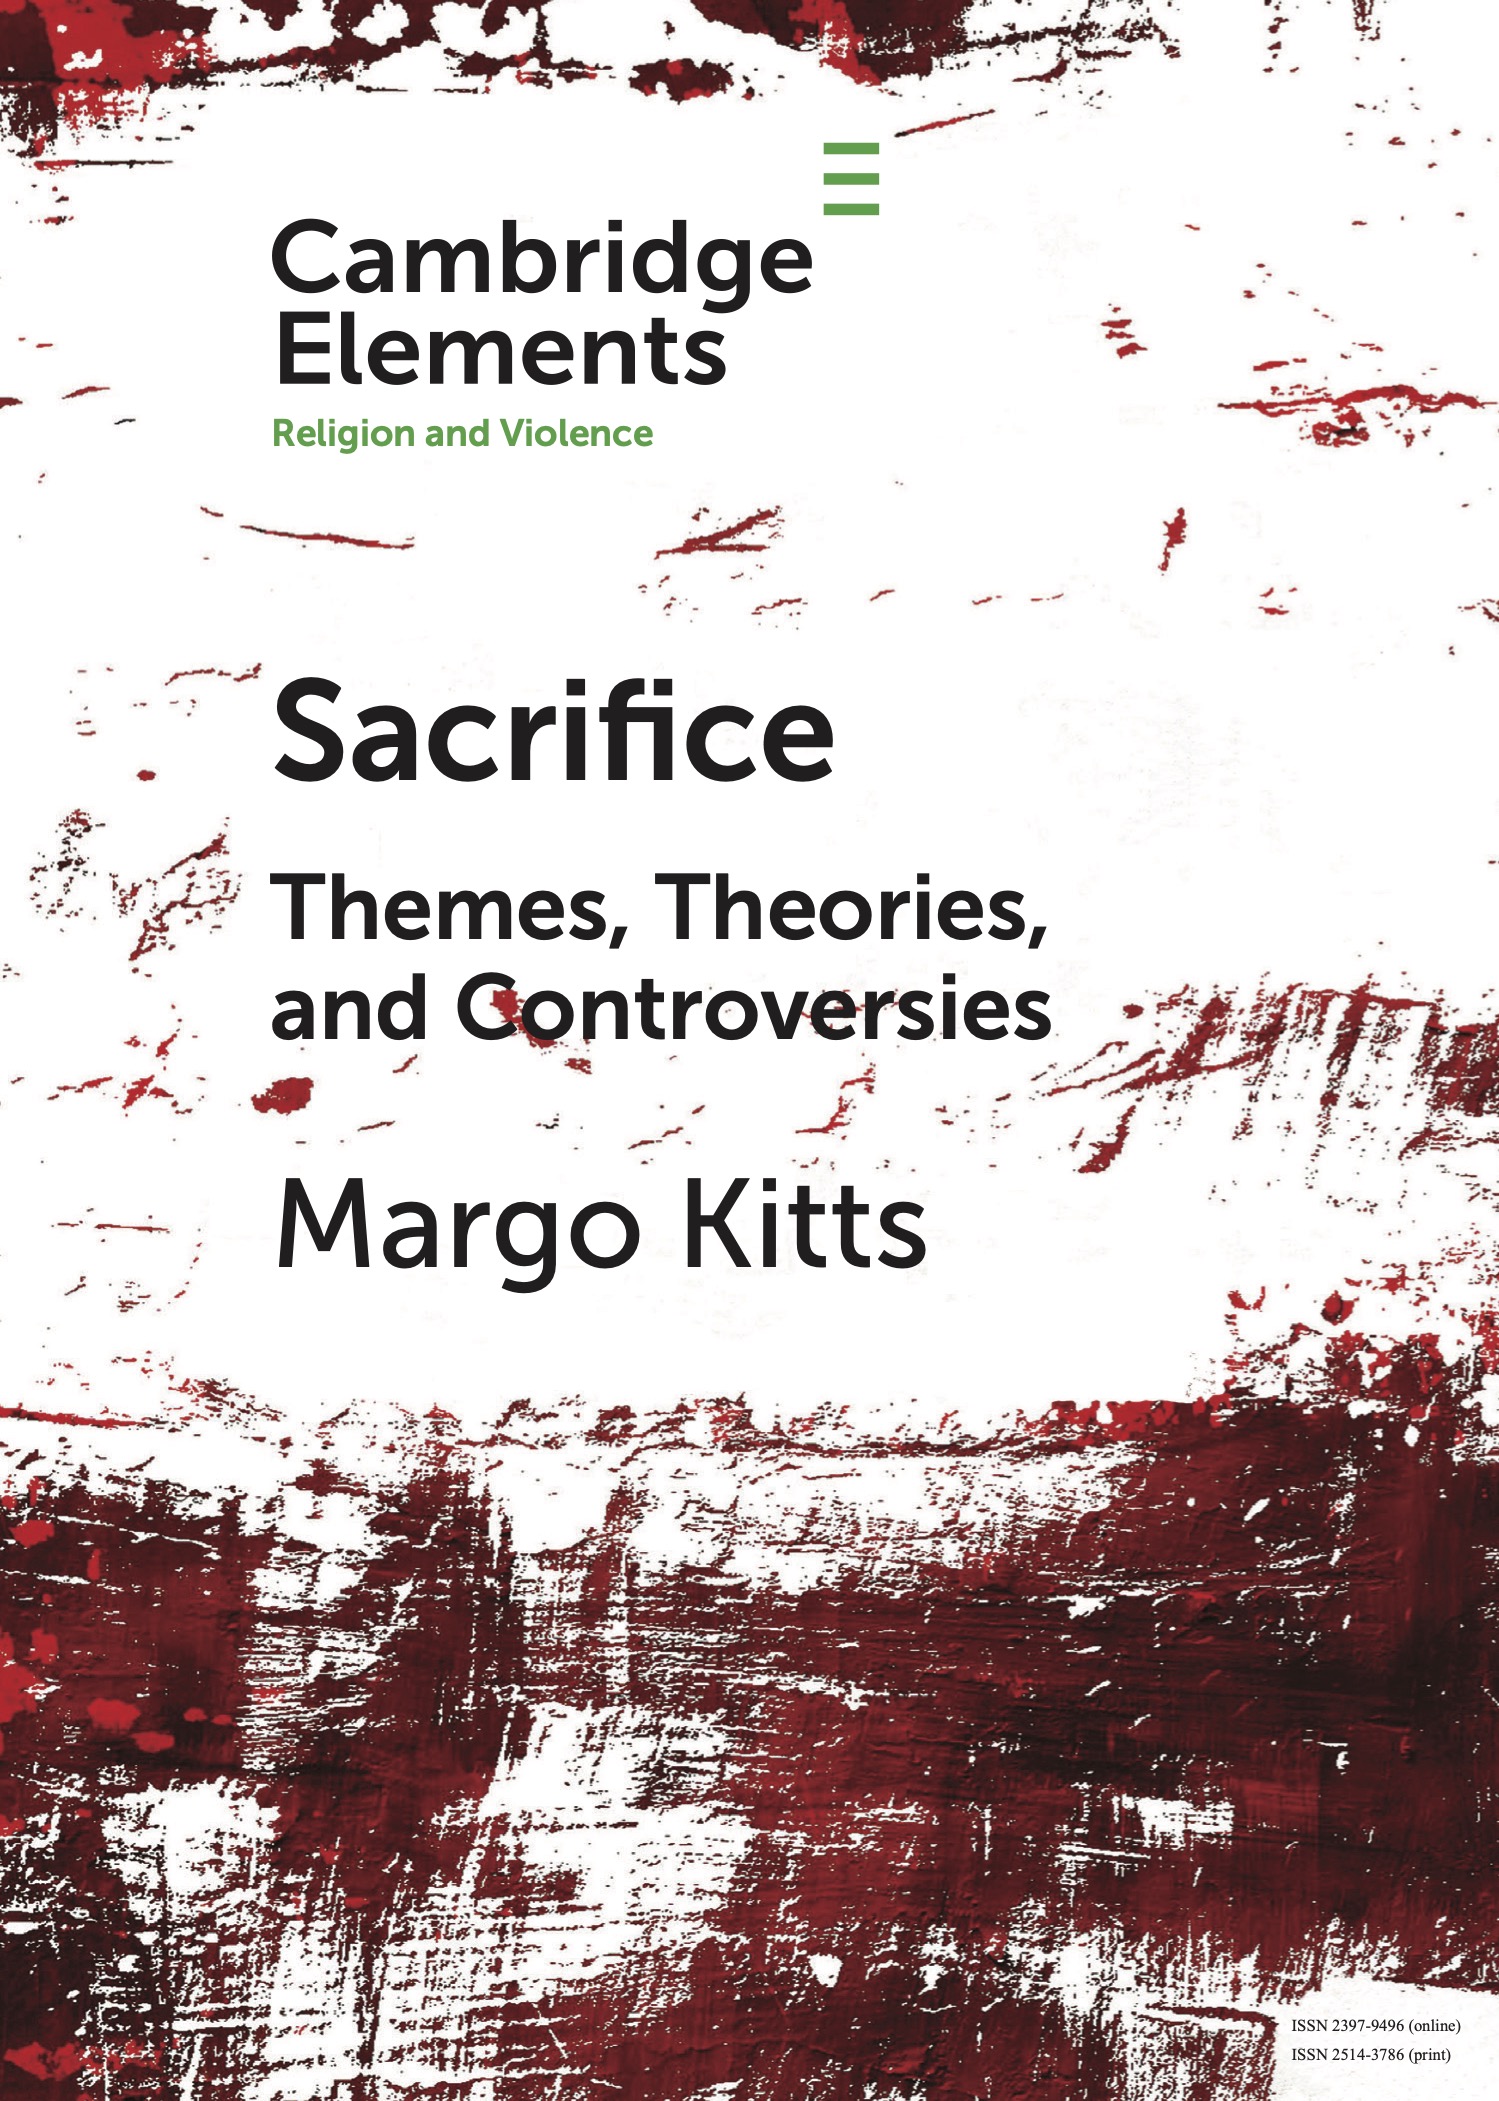 Cambridge
Elements
Religion and Violence
Sacrifice
Themes, Theories,
and Controversies
Margo Kitts
ISSN 2397-9496 (online)
ISSN 2514-3786 (print)